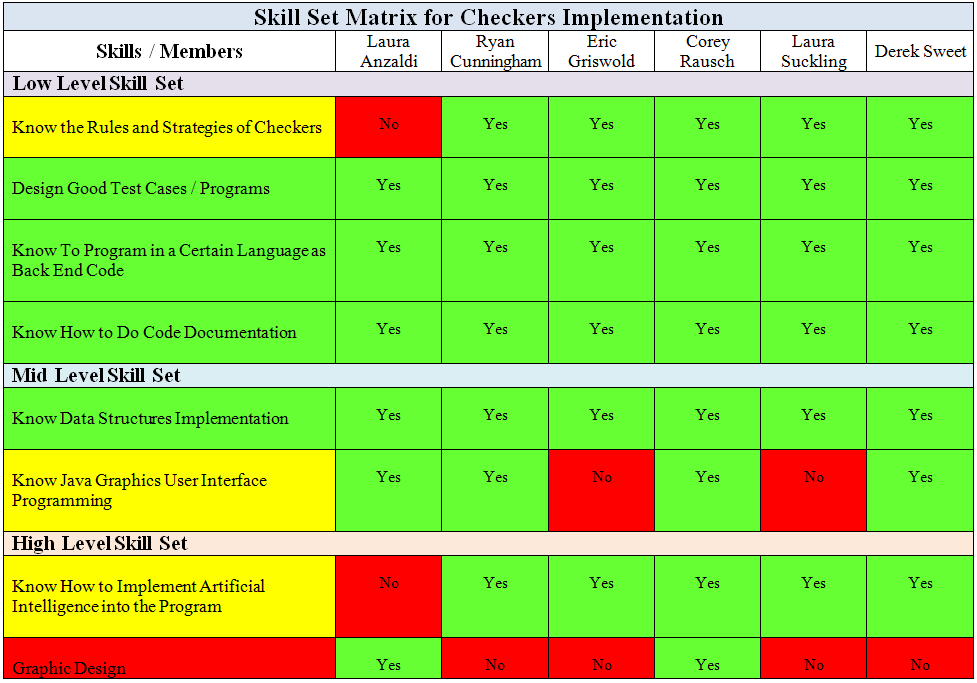 Skill Set Matrix for Checkers Implementation
Skills / Members
Laura Anzaldi
Ryan Cunningham
Eric Griswold
Corey Rausch
Laura Suckling
Derek Sweet
Low Level Skill Set
Know the Rules and Strategies of Checkers No Yes Yes Yes Yes Yes
Design Good Test Cases / Programs Yes Yes Yes Yes Yes Yes
Know To Program in a Certain Language as
Back End Code
Yes Yes Yes Yes Yes Yes
Know How to Do Code Documentation Yes Yes Yes Yes Yes Yes
Mid Level Skill Set
Know Data Structures Implementation Yes Yes Yes Yes Yes Yes
Know Java Graphics User Interface
Programming
Yes Yes No Yes No Yes
High Level Skill Set
Know How to Implement Artificial
Intelligence into the Program
No Yes Yes Yes Yes Yes
Graphic Design Yes No No Yes No No